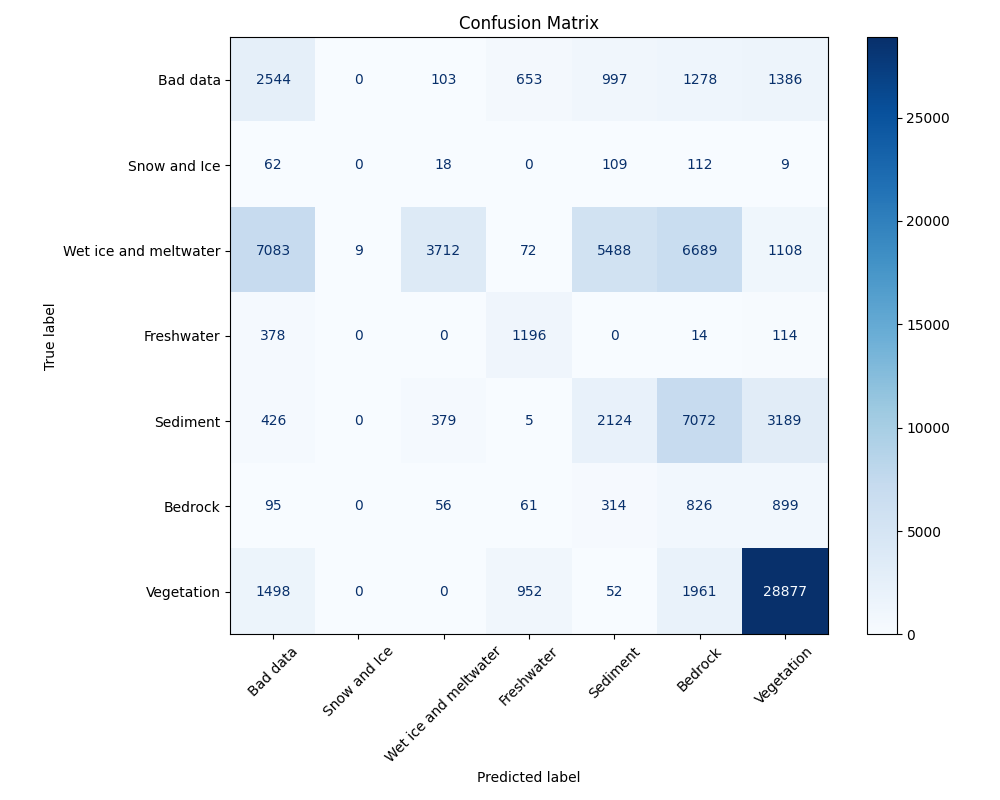 Confusion Matrix
Bad data 2544 0 103 653 997 1278 1386
Snow and Ice 62 0 18 0 109 112 9
Wet ice and meltwater 7083 9 3712 72 5488 6689 1108
Freshwater 378 0 0 1196 0 14 114
Sediment 426 0 379 5 2124 7072 3189
Bedrock 95 0 56 61 314 826 899
Vegetation 1498 0 0 952 52 1961 28877
True label
Bad data Snow and Ice Wet ice and meltwater Freshwater Sediment Bedrock Vegetation
Predicted label
25000
20000
15000
10000
5000
0